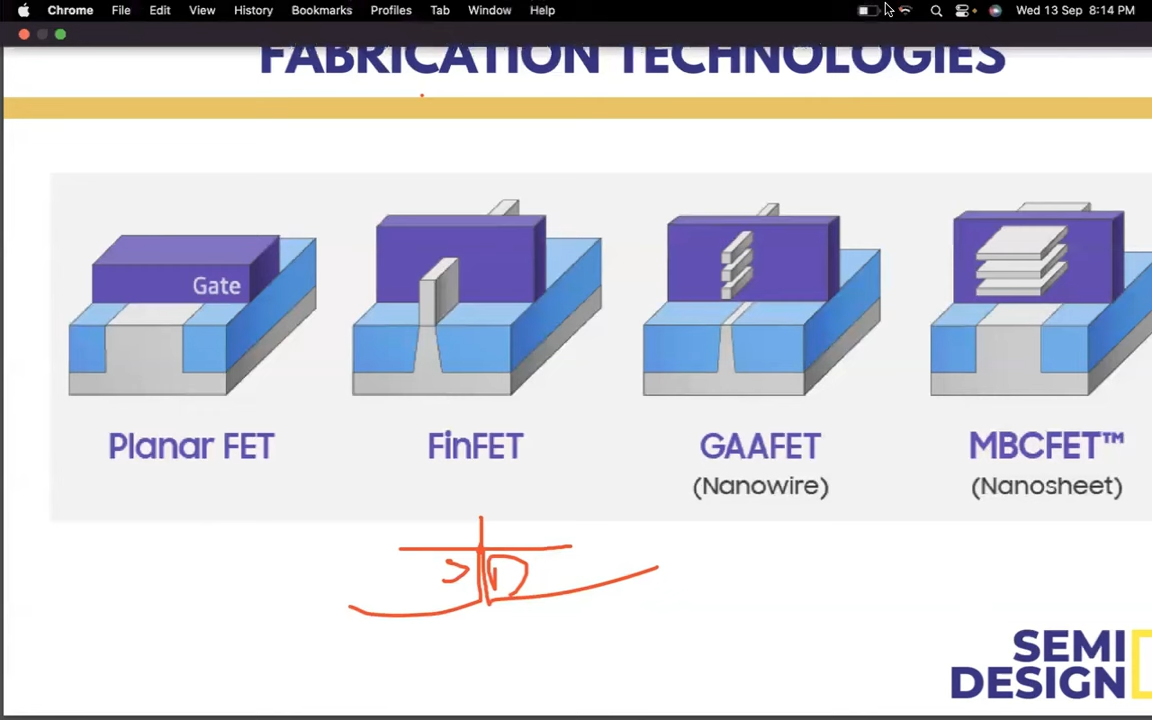 Chrome File Edit View History Bookmarks Profiles Tab Window Help Wed 13 Sep 8:14 PM
FABRICATION TECHNOLOGIES
Gate
Planar FET FinFET GAAFET MBCFET™
(Nanowire) (Nanosheet)
D
SEMI
DESIGN